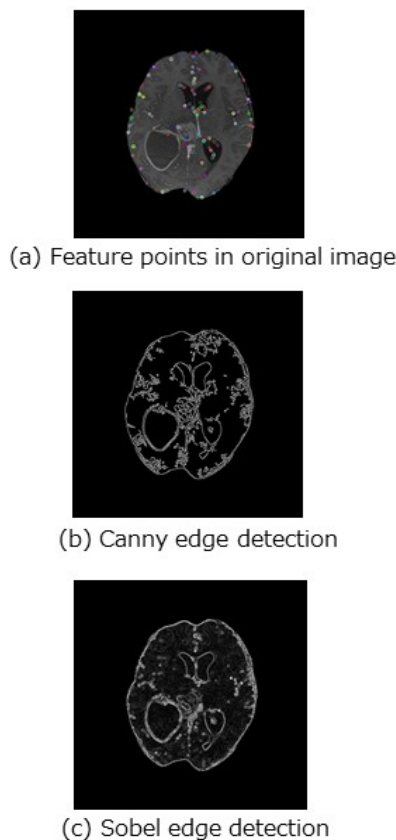 (a) Feature points in original image
(b) Canny edge detection
(c) Sobel edge detection